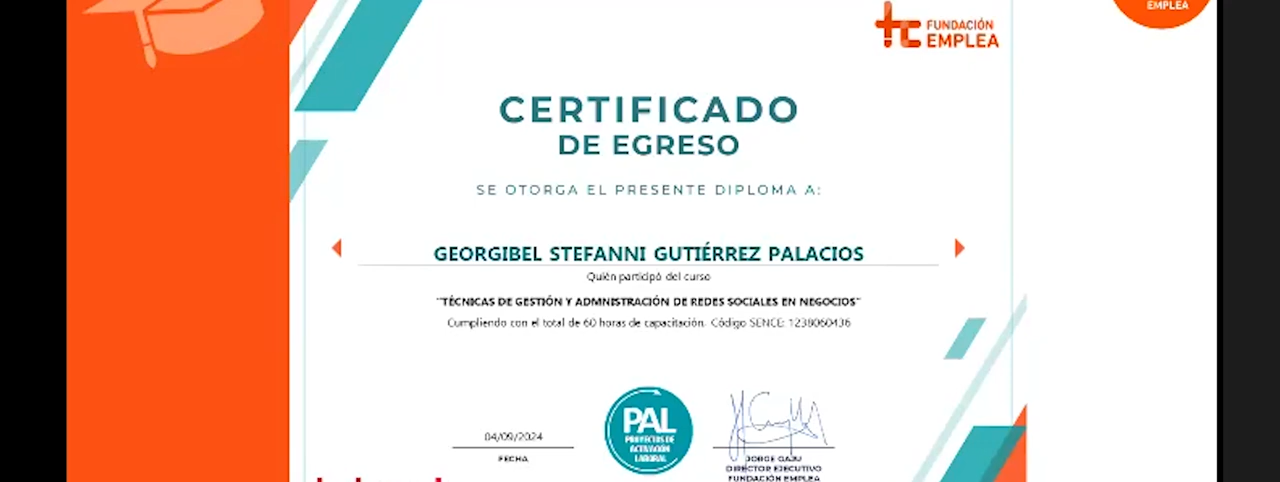 EMPLEA
FUNDACIÓN
EMPLEA
CERTIFICADO
DE EGRESO
SE OTORGA EL PRESENTE DIPLOMA A:
GEORGIBEL STEFANNI GUTIÉRREZ PALACIOS
Quién participó del curso
"TÉCNICAS DE GESTIÓN Y ADMNISTRACIÓN DE REDES SOCIALES EN NEGOCIOS"
Cumpliendo con el total de 60 horas de capacitación. Código SENCE: 1238060436
PAL
PROYECTOS DE
ACTIVACIÓN
LABORAL
04/09/2024
FECHA
JORGE GAJU
DIRECTOR EJECUTIVO
FUNDACIÓN EMPLEA